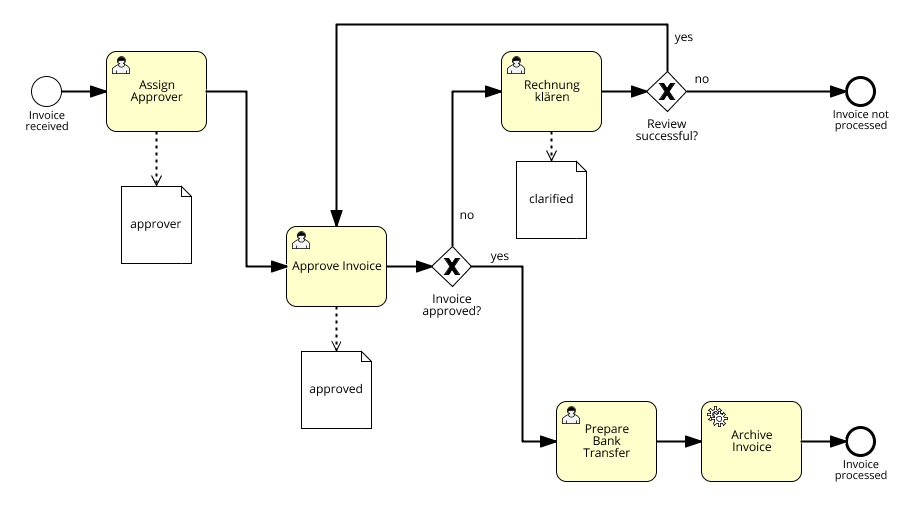 yes
Assign
Approver
Rechnung
klären
no
Invoice
received
Review
successful?
Invoice not
processed
approver
clarified
no
Approve Invoice
yes
Invoice
approved?
approved
Prepare
Bank
Transfer
Archive
Invoice
Invoice
processed